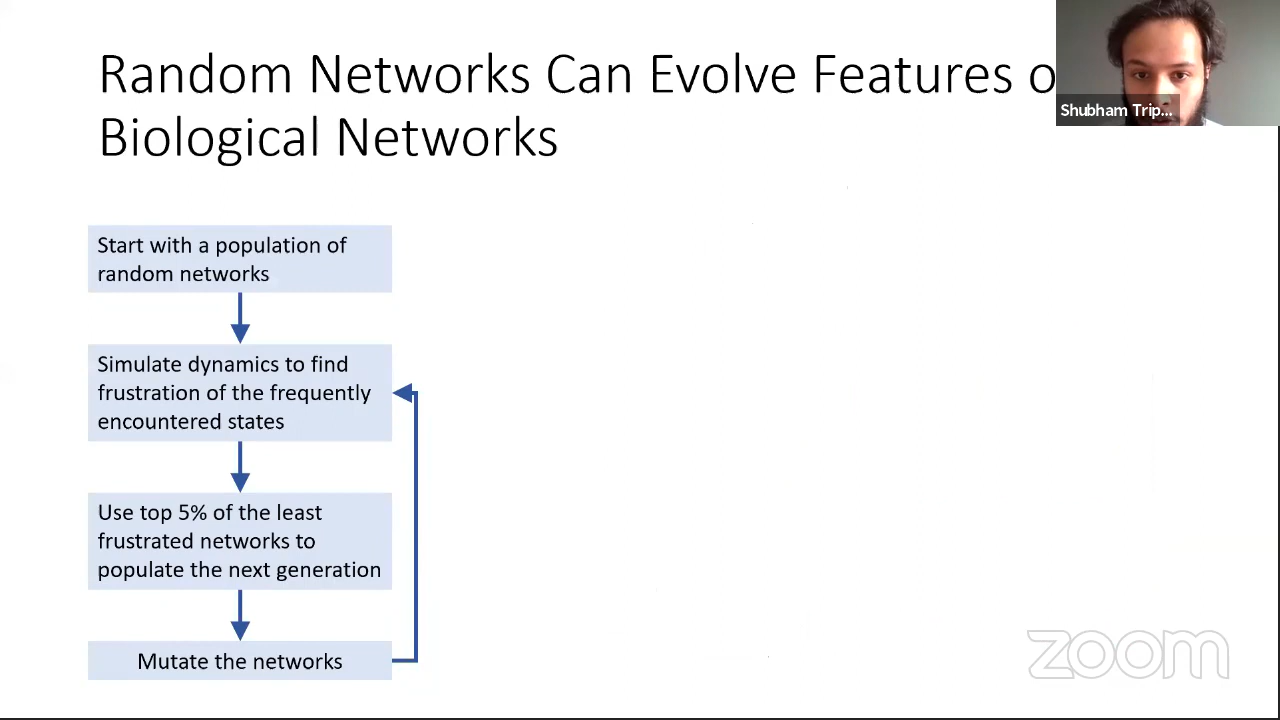 Random Networks Can Evolve Features o
Biological Networks
Shubham Trip...
Start with a population of
random networks
Simulate dynamics to find
frustration of the frequently
encountered states
Use top 5% of the least
frustrated networks to
populate the next generation
Mutate the networks
zoom